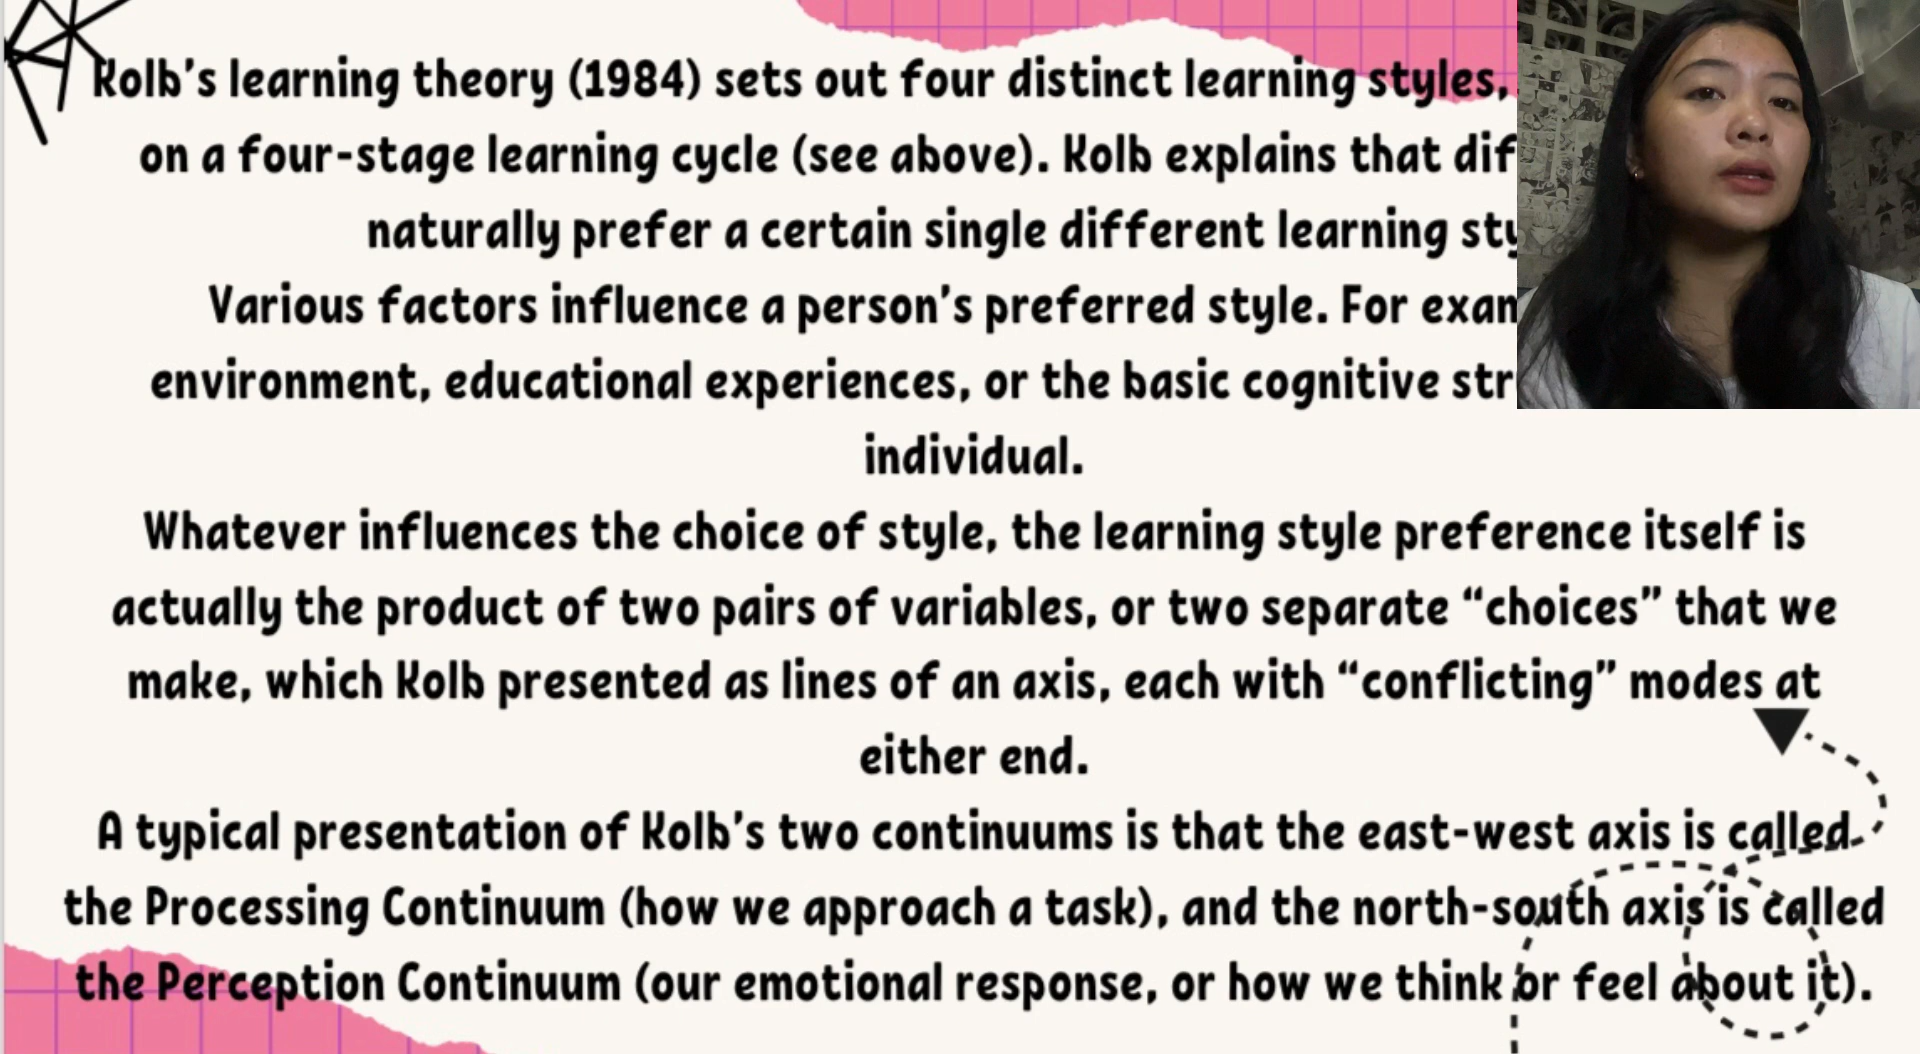 Kolb's learning theory (1984) sets out four distinct learning styles,
on a four-stage learning cycle (see above). Kolb explains that
naturally prefer a certain single different learning
Various factors influence a person's preferred style. For
environment, educational experiences, or the basic cognitive
individual.
Whatever influences the choice of style, the learning style preference itself is
actually the product of two pairs of variables, or two separate “choices” that we
make, which Kolb presented as lines of an axis, each with “conflicting” modes at
either end.
A typical presentation of Kolb's two continuums is that the east-west axis is called
the Processing Continuum (how we approach a task), and the north-south axis is called
the Perception Continuum (our emotional response, or how we think or feel about it).